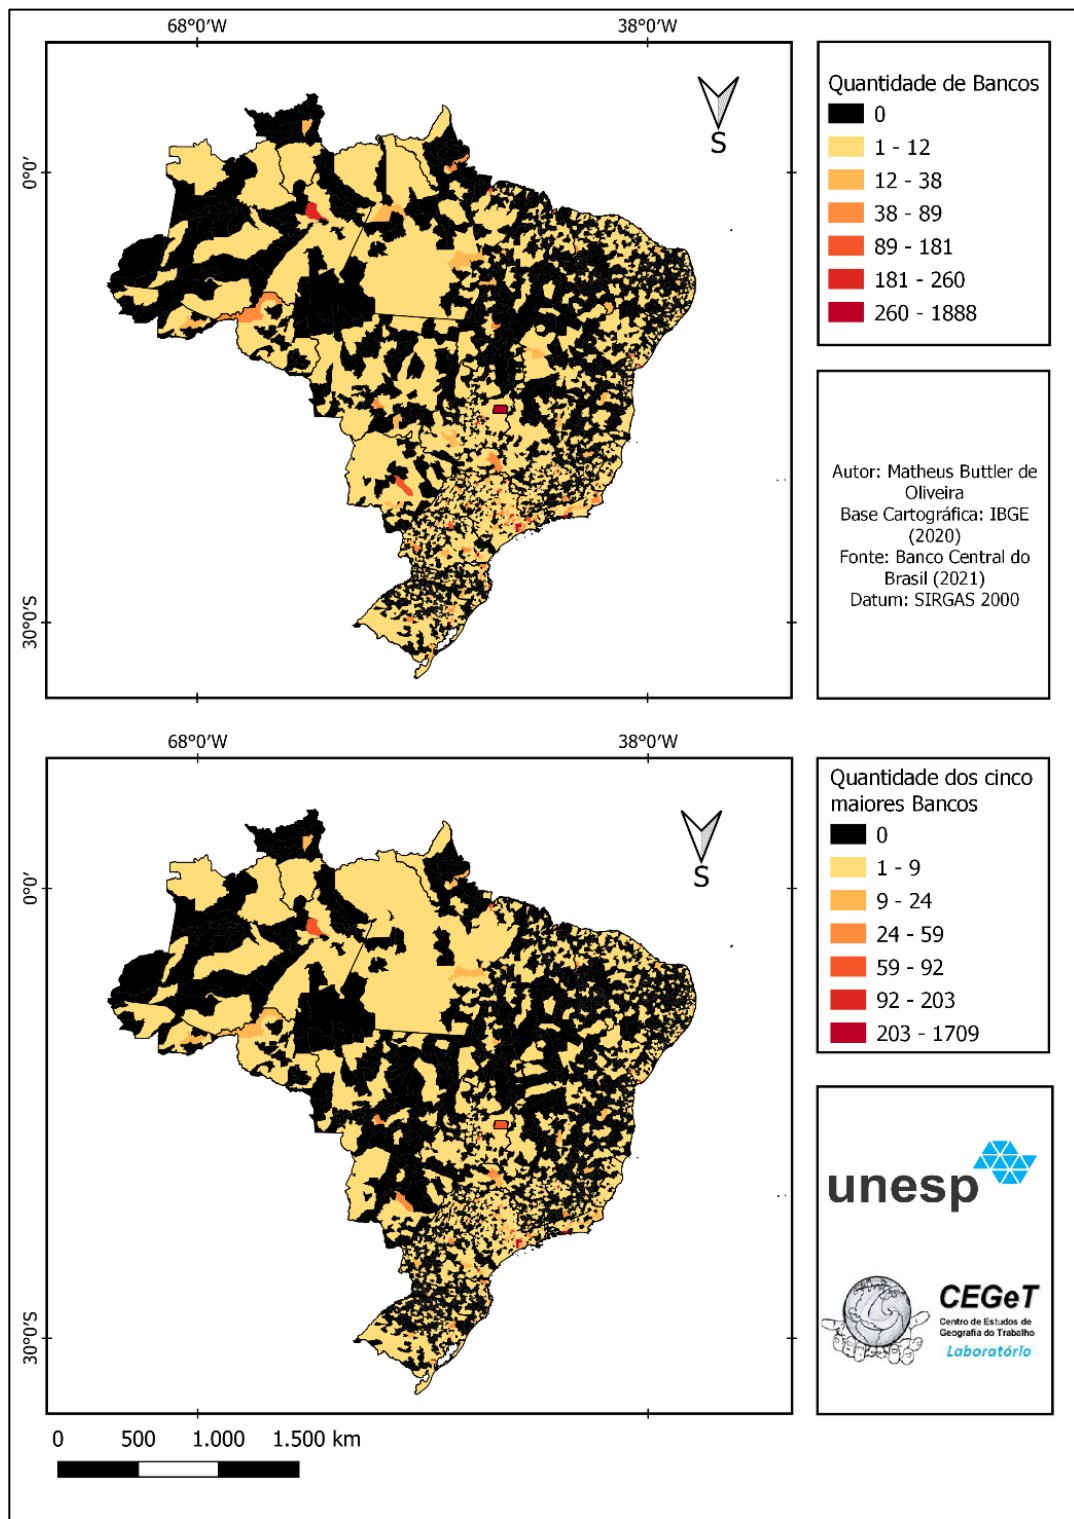 68°0'W
38°0'W
0°0'
30°0'S
S
Quantidade de Bancos
0
1 - 12
12 - 38
38 - 89
89 - 181
181 - 260
260 - 1888
Autor: Matheus Buttler de
Oliveira
Base Cartográfica: IBGE
(2020)
Fonte: Banco Central do
Brasil (2021)
Datum: SIRGAS 2000
68°0'W
38°0'W
0°0'
30°0'S
S
Quantidade dos cinco
maiores Bancos
0
1 - 9
9 - 24
24 - 59
59 - 92
92 - 203
203 - 1709
unesp
CEGeT
Centro de Estudos de
Geografia do Trabalho
Laboratório
0 500 1.000 1.500 km